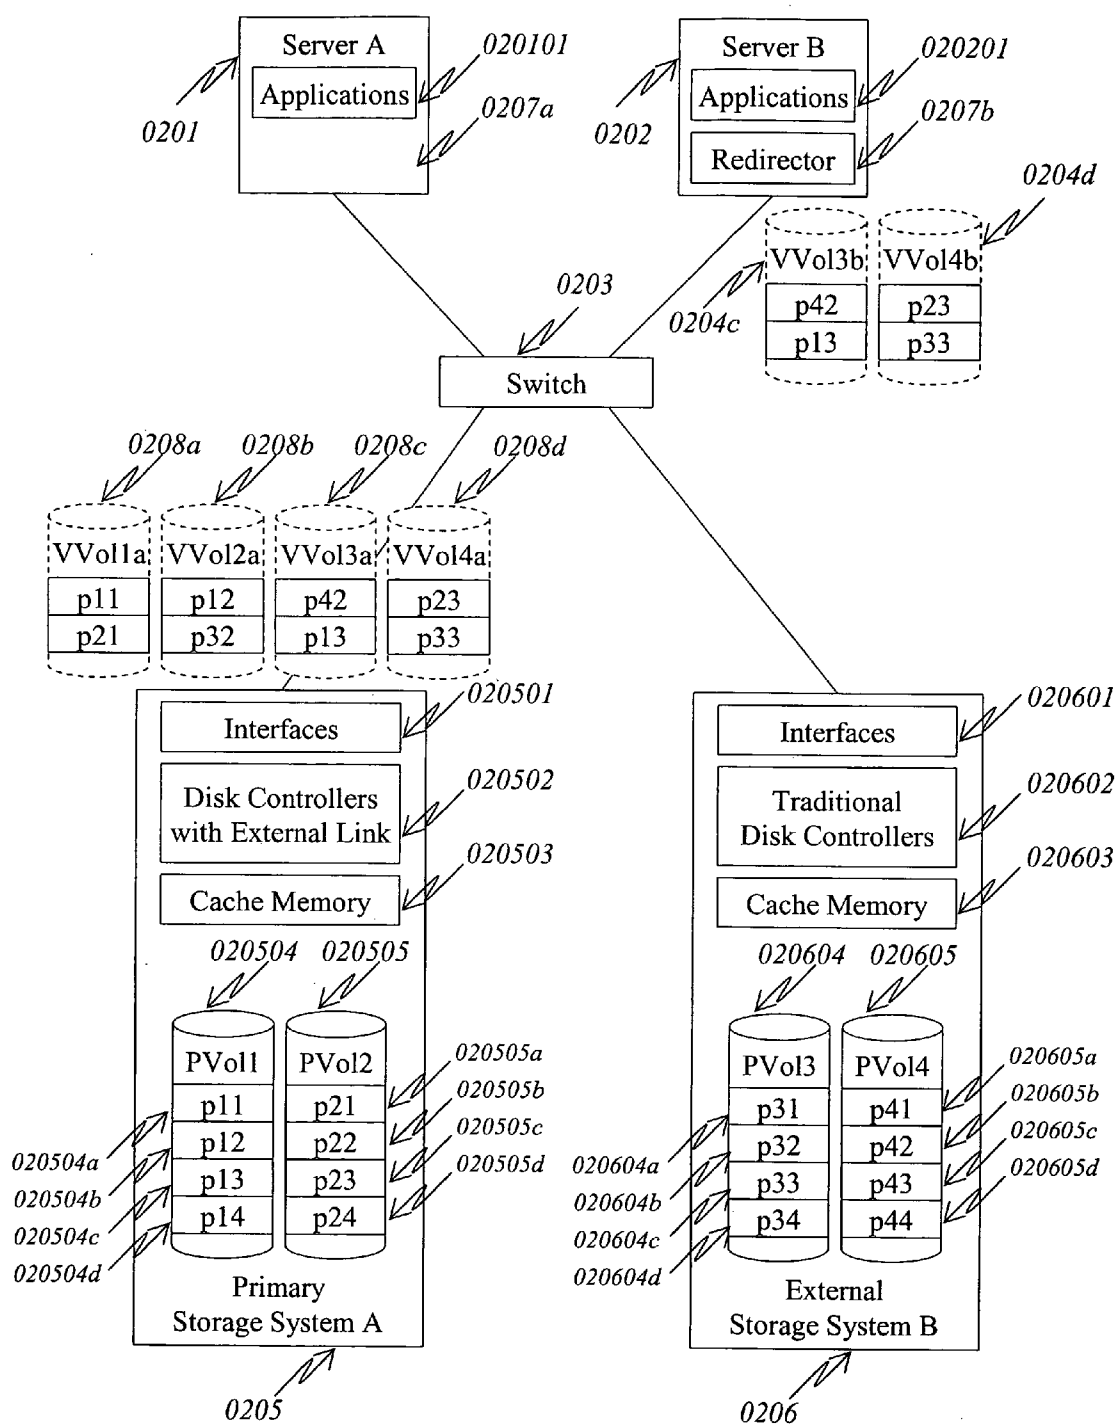 Server A
020101
Applications
0207a
0201
Server B
020201
Applications
0207b
Redirector
0202
0204d
VVol3b
VVol4b
0204c
p42
p23
p13
p33
0203
Switch
0208a
0208b
0208c
0208d
VVol1a
VVol2a
VVol3a
VVol4a
p11
p12
p42
p23
p21
p32
p13
p33
020501
Interfaces
020502
Disk Controllers
with External Link
020503
Cache Memory
020504
020505
PVol1
PVol2
p11
p21
p12
p22
p13
p23
p14
p24
020505a
020505b
020505c
020505d
020504a
020504b
020504c
020504d
Primary
Storage System A
0205
020601
Interfaces
020602
Traditional
Disk Controllers
020603
Cache Memory
020604
020605
PVol3
PVol4
p31
p41
p32
p42
p33
p43
p34
p44
020605a
020605b
020605c
020605d
020604a
020604b
020604c
020604d
External
Storage System B
0206